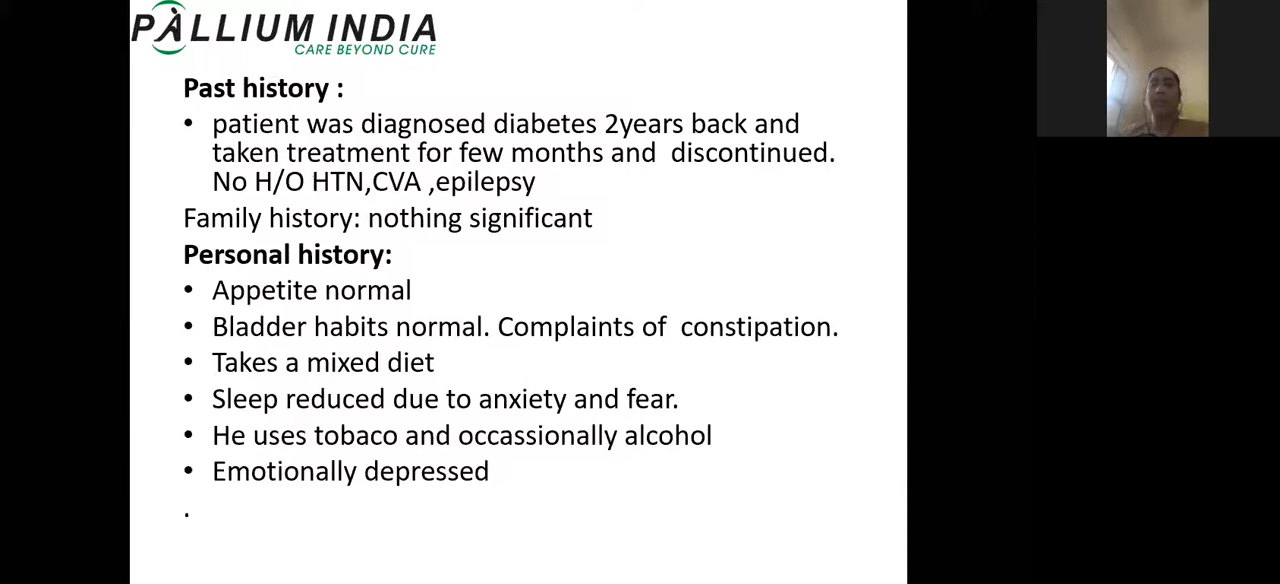 PALLIUM INDIA
CARE BEYOND CURE
Past history :
• patient was diagnosed diabetes 2years back and
taken treatment for few months and discontinued.
No H/O HTN,CVA ,epilepsy
Family history: nothing significant
Personal history:
• Appetite normal
• Bladder habits normal. Complaints of constipation.
• Takes a mixed diet
• Sleep reduced due to anxiety and fear.
• He uses tobaco and occassionally alcohol
• Emotionally depressed
.